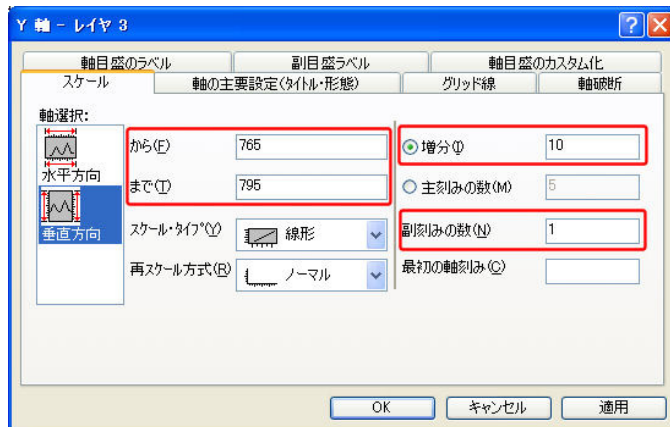 Y 軸 - レイヤ 3
軸目盛のラベル 副目盛ラベル 軸目盛のカスタム化
スケール 軸の主要設定(タイトル・形態) グリッド線 軸破断
軸選択:
水平方向
垂直方向
から(F) 765
まで(T) 795
スケール・タイプ(Y) 線形
再スケール方式(R) ノーマル
増分(I) 10
主刻みの数(M) 5
副刻みの数(N) 1
最初の軸刻み(C)
OK キャンセル 適用